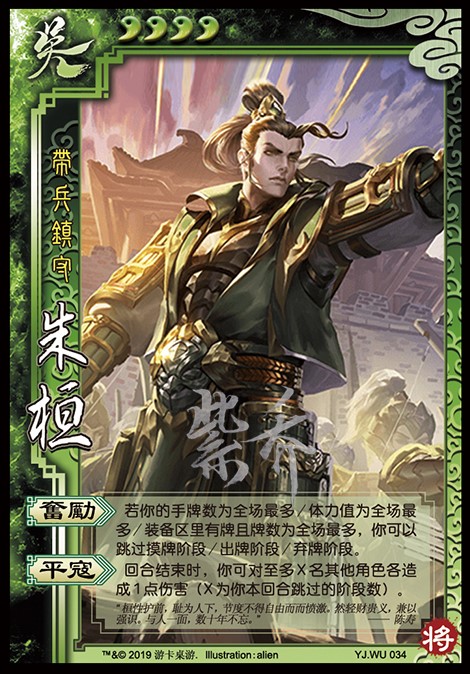 吴
帶兵鎮守
朱桓
紫乔
奮勵
若你的手牌数为全场最多/体力值为全场最
多/装备区里有牌且牌数为全场最多，你可以
跳过摸牌阶段/出牌阶段/弃牌阶段。
平寇
回合结束时，你可对至多X名其他角色各造
成1点伤害（X为你本回合跳过的阶段数）。
“桓性护前，耻为人下，节度不得自由而而愤激，然轻财贵义，兼以
强识。与人一面，数十年不忘。”
—— 陈寿
将
™&© 2019 游卡桌游. Illustration: alien
YJ.WU 034